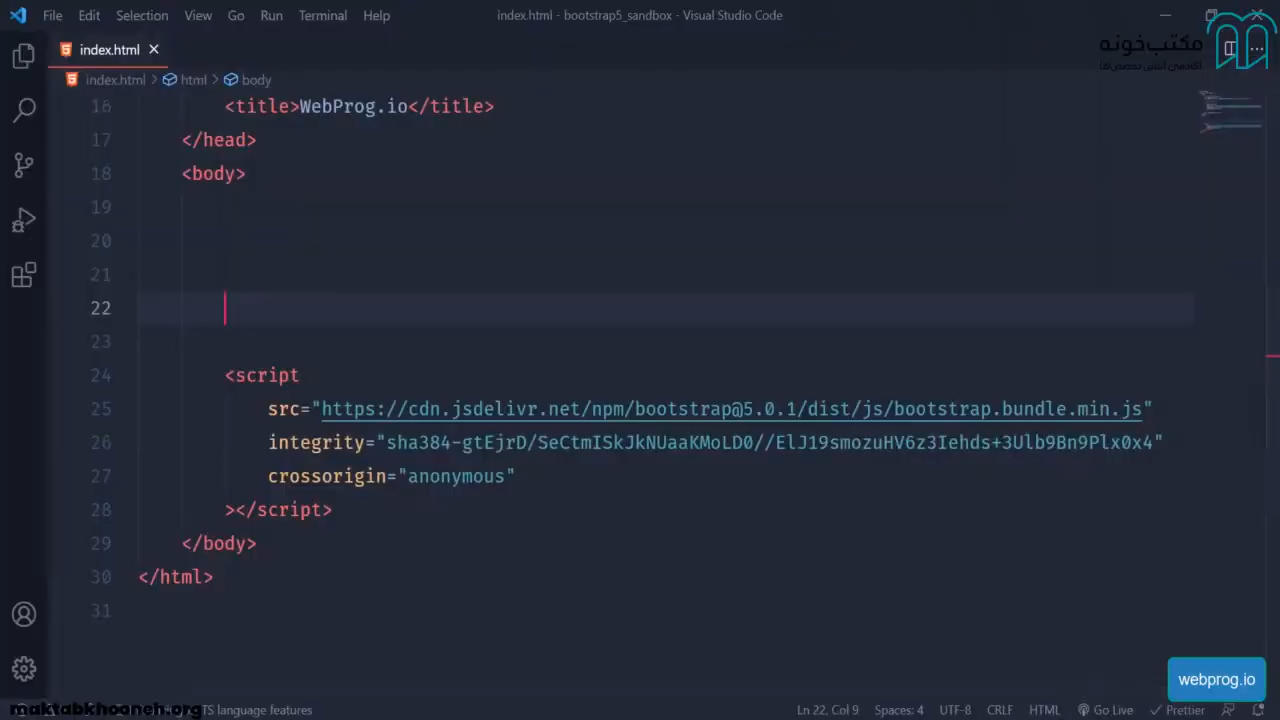 File Edit Selection View Go Run Terminal Help index.html - bootstrap5_sandbox - Visual Studio Code
مکتب‌خونه
index.html
index.html > html > body
16 <title>WebProg.io</title>
17 </head>
18 <body>
19
20
21
22
23
24 <script
25 src="https://cdn.jsdelivr.net/npm/bootstrap@5.0.1/dist/js/bootstrap.bundle.min.js"
26 integrity="sha384-gtEjrD/SeCtmISkJkNUaaKMoLD0//ElJ19smozuHV6z3Iehds+3Ulb9Bn9Plx0x4"
27 crossorigin="anonymous"
28 ></script>
29 </body>
30 </html>
31
webprog.io
maktabkhooneh.org
TS language features Ln 22, Col 9 Spaces: 4 UTF-8 CRLF HTML Go Live Prettier